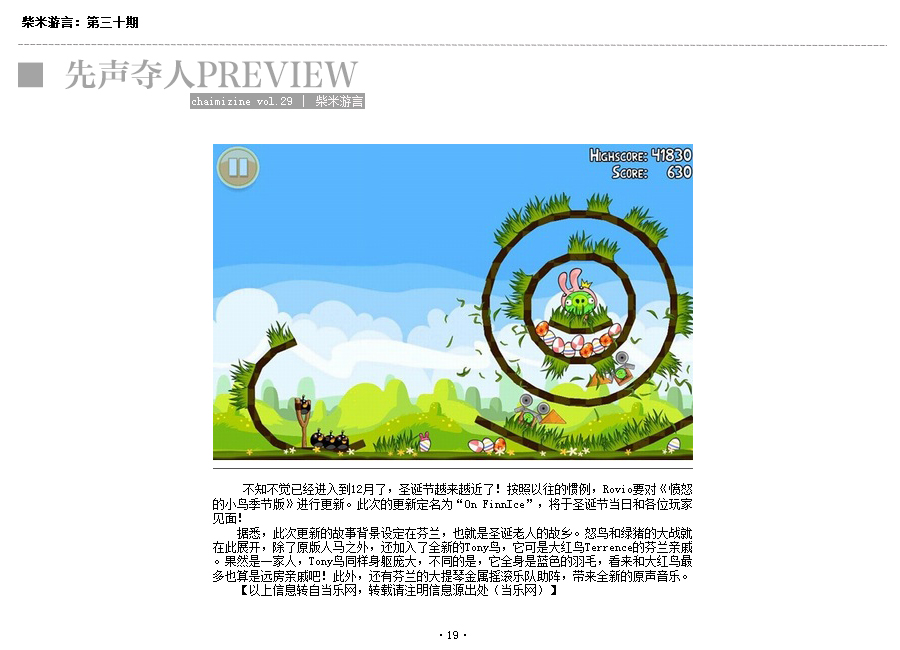 柴米游言：第三十期
先声夺人PREVIEW
chaimizine vol.29 | 柴米游言
HIGHSCORE: 41830
SCORE: 630
不知不觉已经进入到12月了，圣诞节越来越近了！按照以往的惯例，Rovio要对《愤怒
的小鸟季节版》进行更新。此次的更新定名为“On FinnIce”，将于圣诞节当日和各位玩家
见面！
据悉，此次更新的故事背景设定在芬兰，也就是圣诞老人的故乡。怒鸟和绿猪的大战就
在此展开，除了原版人马之外，还加入了全新的Tony鸟，它可是大红鸟Terrence的芬兰亲戚
。果然是一家人，Tony鸟同样身躯庞大，不同的是，它全身是蓝色的羽毛，看来和大红鸟最
多也算是远房亲戚吧！此外，还有芬兰的大提琴金属摇滚乐队助阵，带来全新的原声音乐。
【以上信息转自当乐网，转载请注明信息源出处（当乐网）】
·19·